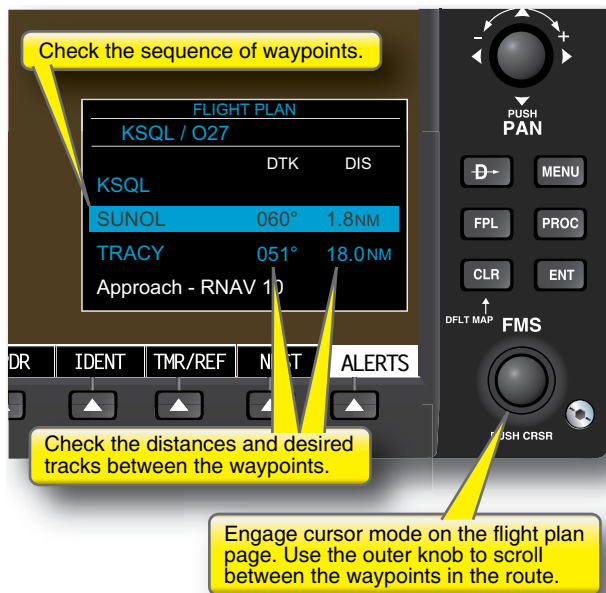 Check the sequence of waypoints.
FLIGHT PLAN
KSQL / O27
DTK DIS
KSQL
SUNOL 060° 1.8NM
TRACY 051° 18.0NM
Approach - RNAV 10
IDENT TMR/REF ALERTS
Check the distances and desired
tracks between the waypoints.
- +
PUSH
PAN
D MENU
FPL PROC
CLR ENT
DFLT MAP FMS
PUSH CRSR
Engage cursor mode on the flight plan
page. Use the outer knob to scroll
between the waypoints in the route.